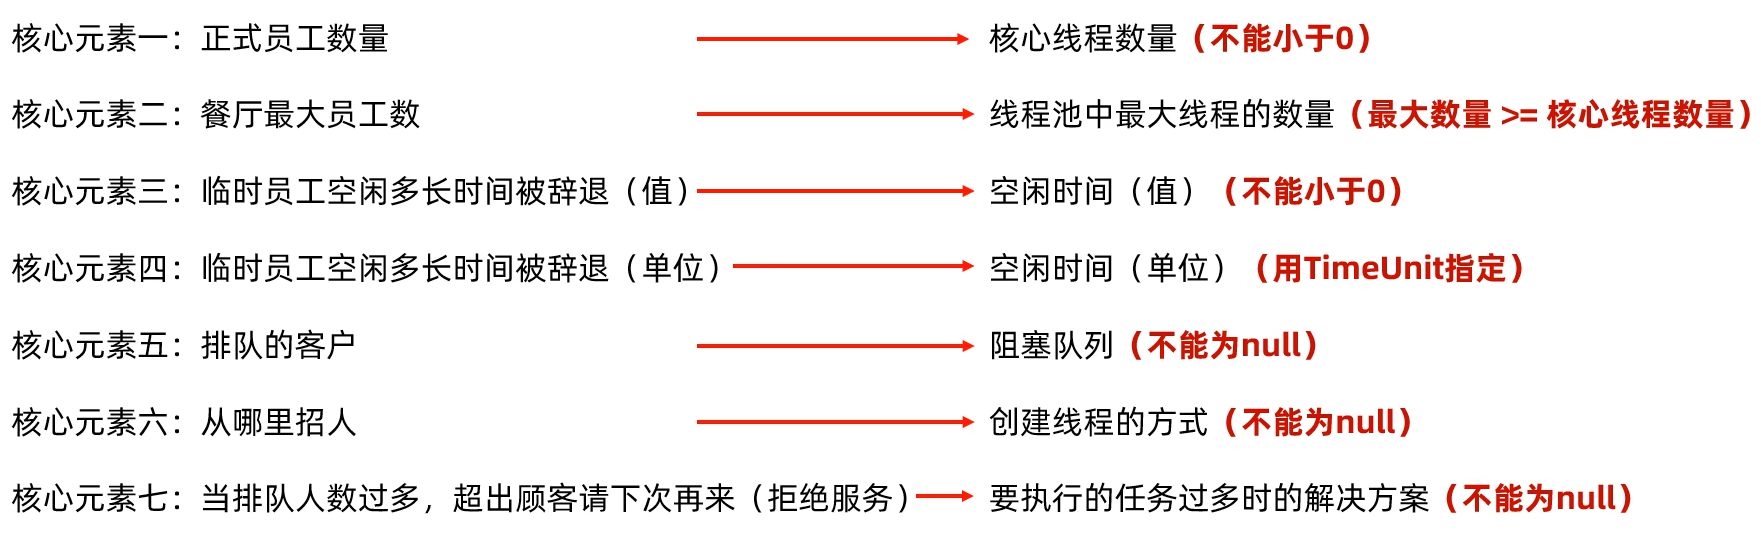 核心元素一：正式员工数量 核心线程数量（不能小于0）
核心元素二：餐厅最大员工数 线程池中最大线程的数量（最大数量 >= 核心线程数量）
核心元素三：临时员工空闲多长时间被辞退（值） 空闲时间（值）（不能小于0）
核心元素四：临时员工空闲多长时间被辞退（单位） 空闲时间（单位）（用TimeUnit指定）
核心元素五：排队的客户 阻塞队列（不能为null）
核心元素六：从哪里招人 创建线程的方式（不能为null）
核心元素七：当排队人数过多，超出顾客请下次再来（拒绝服务） 要执行的任务过多时的解决方案（不能为null）